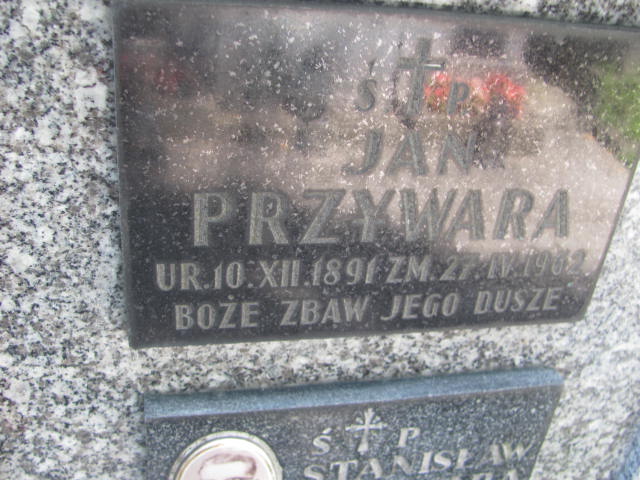 Ś P
JAN
PRZYWARA
UR.10.XII.1891 ZM.27.IV.1962
BOŻE ZBAW JEGO DUSZE
Ś P
STANISŁAW